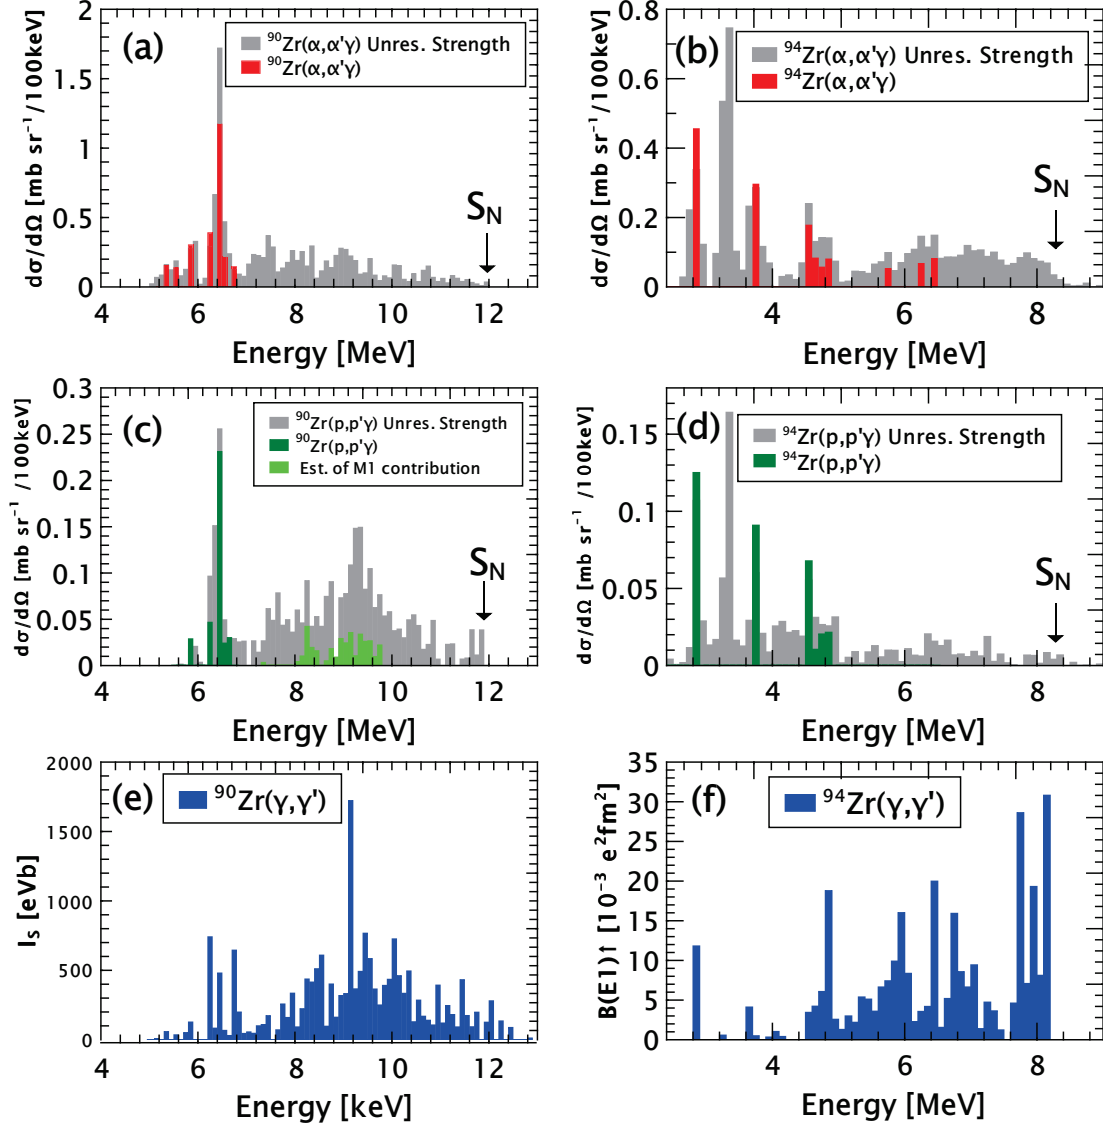 (a)
⁹⁰Zr(α,α'γ) Unres. Strength
⁹⁰Zr(α,α'γ)
S_N
dσ/dΩ [mb sr⁻¹/100keV]
2
1.5
1
0.5
0
4 6 8 10 12
Energy [MeV]
(b)
⁹⁴Zr(α,α'γ) Unres. Strength
⁹⁴Zr(α,α'γ)
S_N
dσ/dΩ [mb sr⁻¹/100keV]
0.8
0.6
0.4
0.2
0
4 6 8
Energy [MeV]
(c)
⁹⁰Zr(p,p'γ) Unres. Strength
⁹⁰Zr(p,p'γ)
Est. of M1 contribution
S_N
dσ/dΩ [mb sr⁻¹ /100keV]
0.3
0.25
0.2
0.15
0.1
0.05
0
4 6 8 10 12
Energy [MeV]
(d)
⁹⁴Zr(p,p'γ) Unres. Strength
⁹⁴Zr(p,p'γ)
S_N
dσ/dΩ [mb sr⁻¹ /100keV]
0.15
0.1
0.05
0
4 6 8
Energy [MeV]
(e)
⁹⁰Zr(γ,γ')
I_S [eVb]
2000
1500
1000
500
0
4 6 8 10 12
Energy [keV]
(f)
⁹⁴Zr(γ,γ')
B(E1)↑ [10⁻³ e²fm²]
35
30
25
20
15
10
5
0
4 6 8
Energy [MeV]